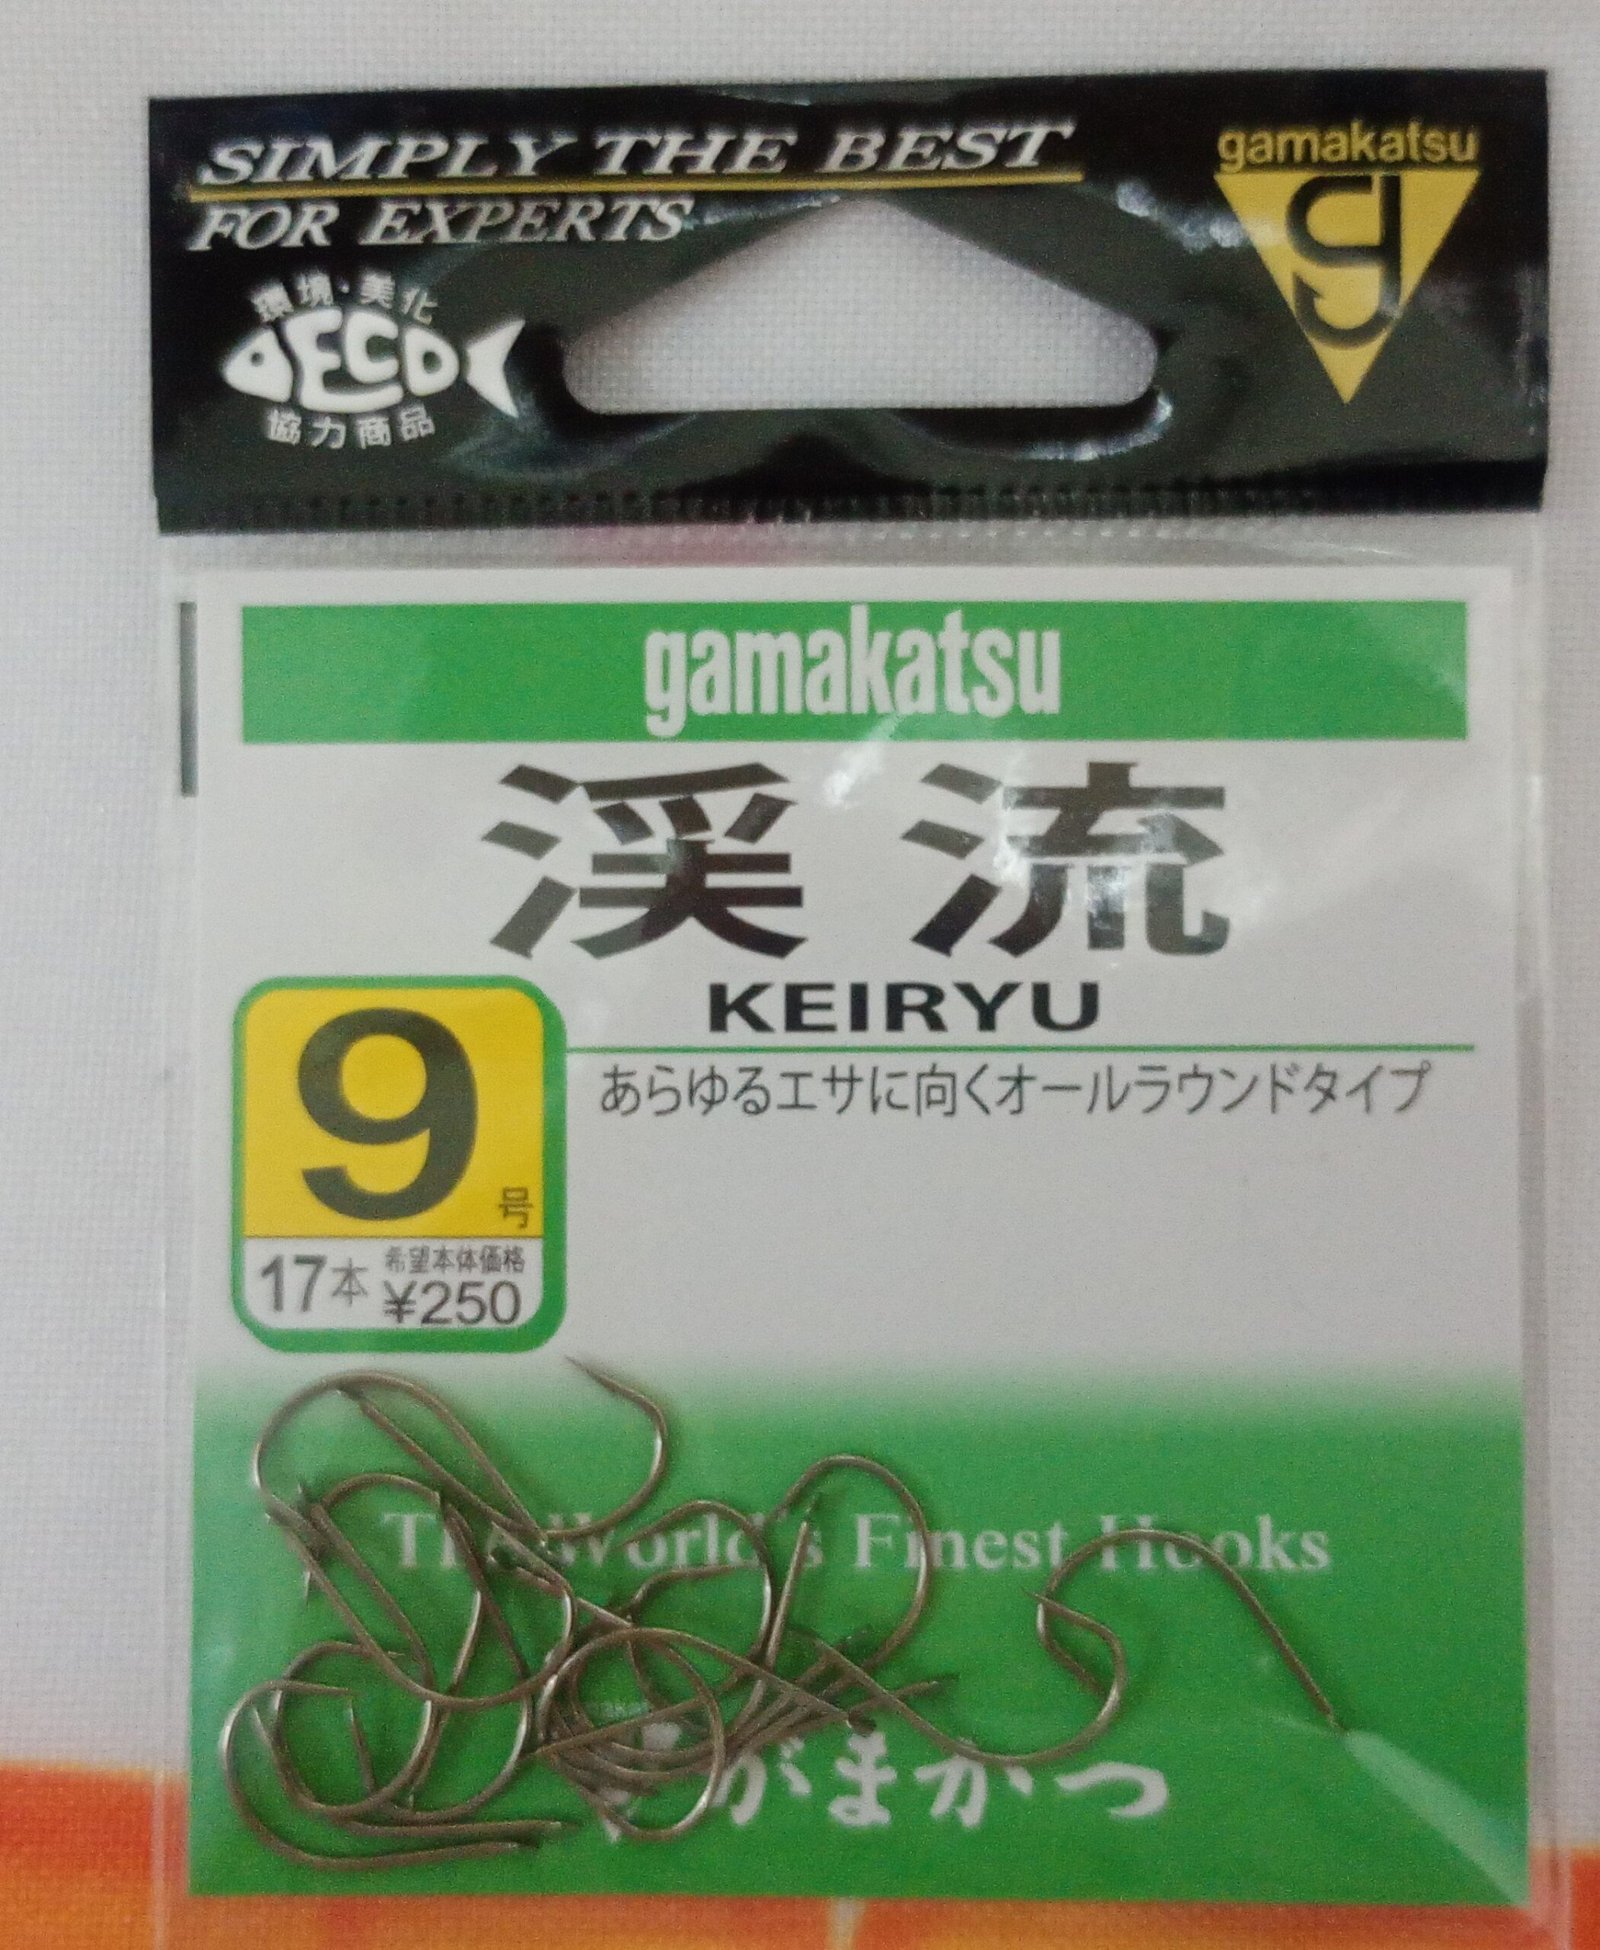 SIMPLY THE BEST
FOR EXPERTS
gamakatsu
g
環境・美化
ECO
協力商品
gamakatsu
渓流
KEIRYU
あらゆるエサに向くオールラウンドタイプ
9号
17本 希望本体価格
¥250
The World's Finest Hooks
がまかつ